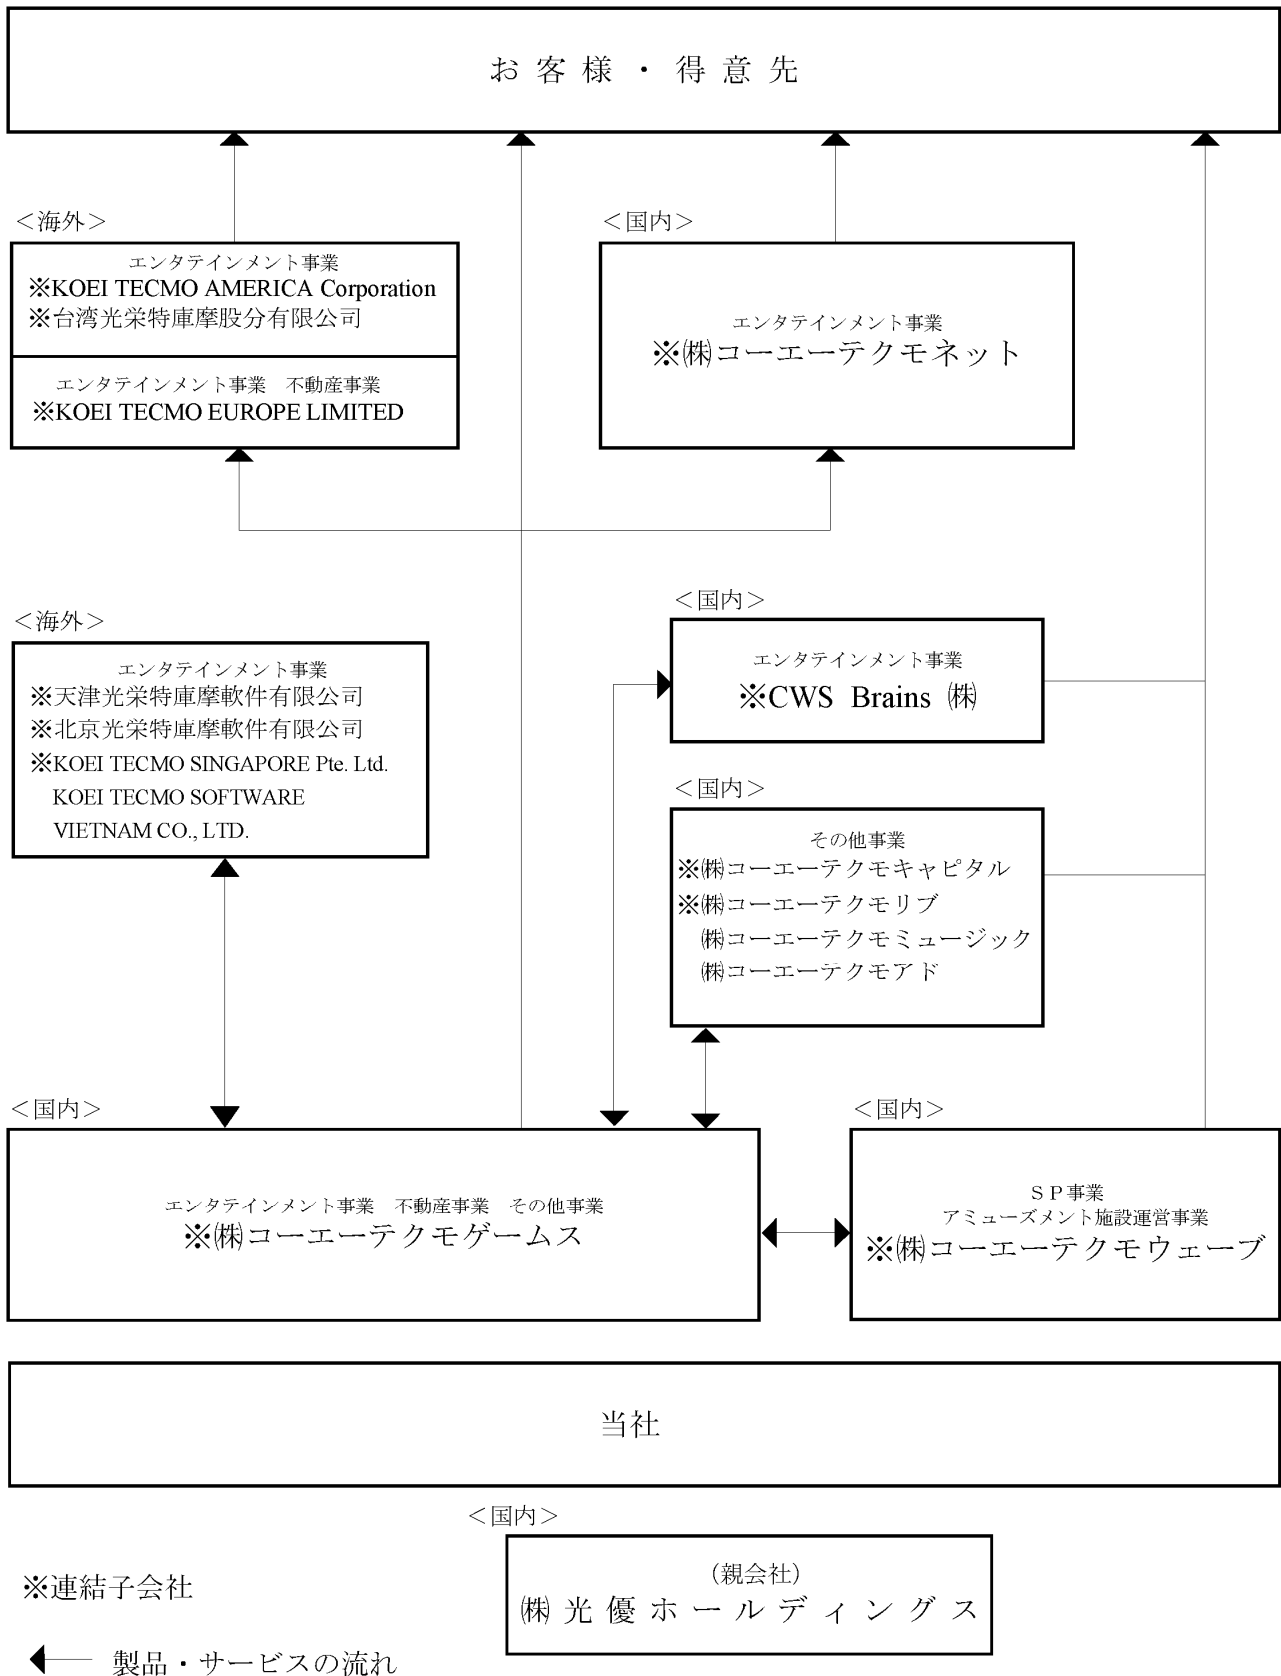 お客様・得意先
＜海外＞
エンタテインメント事業
※KOEI TECMO AMERICA Corporation
※台湾光栄特庫摩股分有限公司
エンタテインメント事業　不動産事業
※KOEI TECMO EUROPE LIMITED
＜国内＞
エンタテインメント事業
※㈱コーエーテクモネット
＜海外＞
エンタテインメント事業
※天津光栄特庫摩軟件有限公司
※北京光栄特庫摩軟件有限公司
※KOEI TECMO SINGAPORE Pte. Ltd.
KOEI TECMO SOFTWARE
VIETNAM CO., LTD.
＜国内＞
エンタテインメント事業
※CWS Brains ㈱
＜国内＞
その他事業
※㈱コーエーテクモキャピタル
※㈱コーエーテクモリブ
㈱コーエーテクモミュージック
㈱コーエーテクモアド
＜国内＞
エンタテインメント事業　不動産事業　その他事業
※㈱コーエーテクモゲームス
＜国内＞
ＳＰ事業
アミューズメント施設運営事業
※㈱コーエーテクモウェーブ
当社
＜国内＞
（親会社）
㈱光優ホールディングス
※連結子会社
製品・サービスの流れ